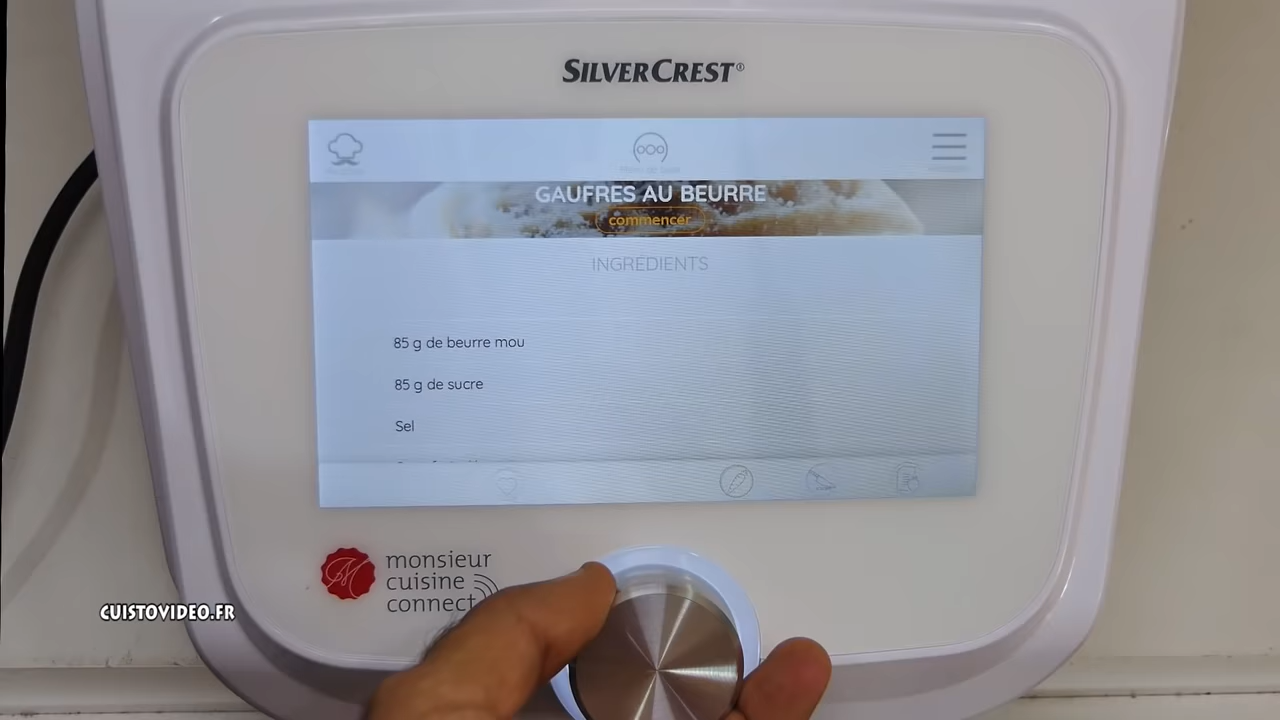 SILVERCREST®
GAUFRES AU BEURRE
commencer
INGRÉDIENTS
85 g de beurre mou
85 g de sucre
Sel
monsieur
cuisine
connect
CUISTOVIDEO.FR